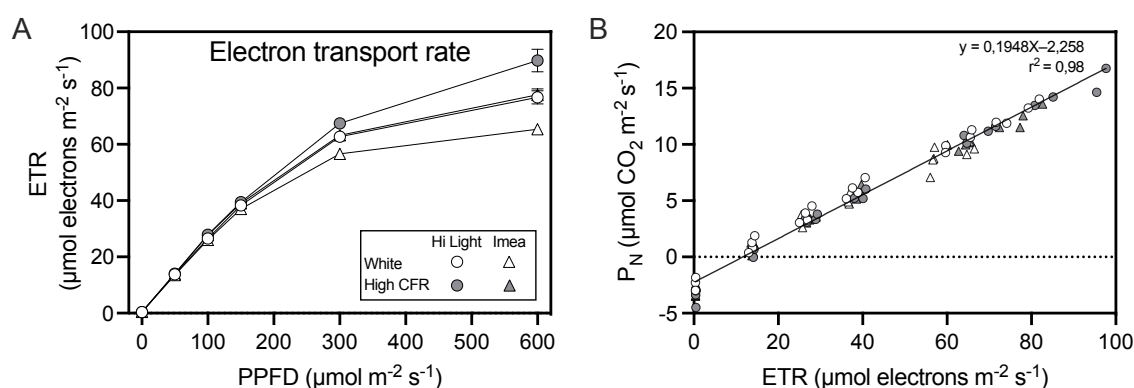 A
Electron transport rate
ETR
(µmol electrons m-2 s-1)
100
80
60
40
20
0
Hi Light Imea
White
High CFR
0 100 200 300 400 500 600
PPFD (µmol m-2 s-1)
B
y = 0,1948X–2,258
r2 = 0,98
PN (µmol CO2 m-2 s-1)
20
15
10
5
0
-5
0 20 40 60 80 100
ETR (µmol electrons m-2 s-1)